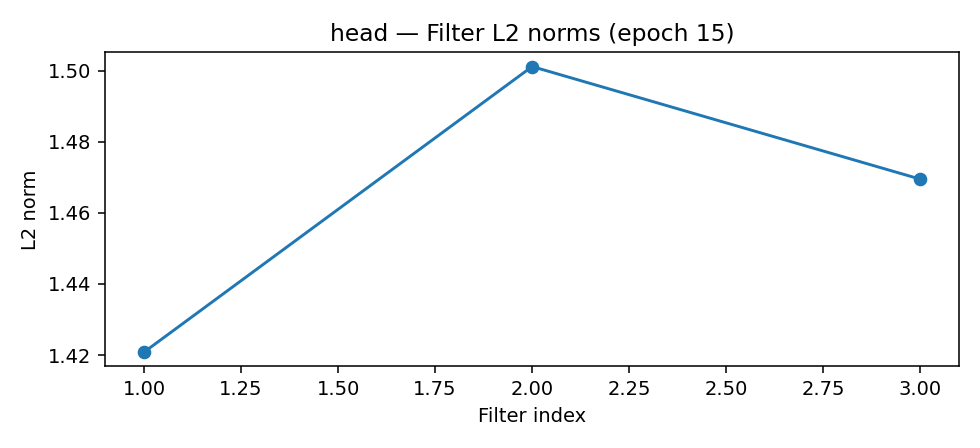 head — Filter L2 norms (epoch 15)
1.50
1.48
1.46
1.44
1.42
L2 norm
1.00 1.25 1.50 1.75 2.00 2.25 2.50 2.75 3.00
Filter index